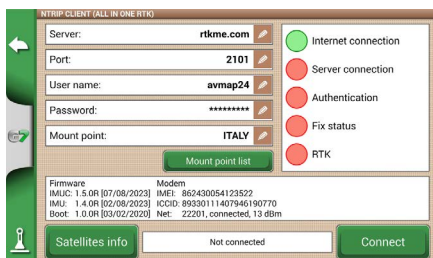 NTRIP CLIENT (ALL IN ONE RTK)
Server: rtkme.com
Port: 2101
User name: avmap24
Password: *********
Mount point: ITALY
Mount point list
Internet connection
Server connection
Authentication
Fix status
RTK
Firmware Modem
IMUC: 1.5.0R [07/08/2023] IMEI: 862430054123522
IMU: 1.4.0R [02/08/2023] ICCID: 89330111407946190770
Boot: 1.0.0R [03/02/2020] Net: 22201, connected, 13 dBm
Satellites info
Not connected
Connect